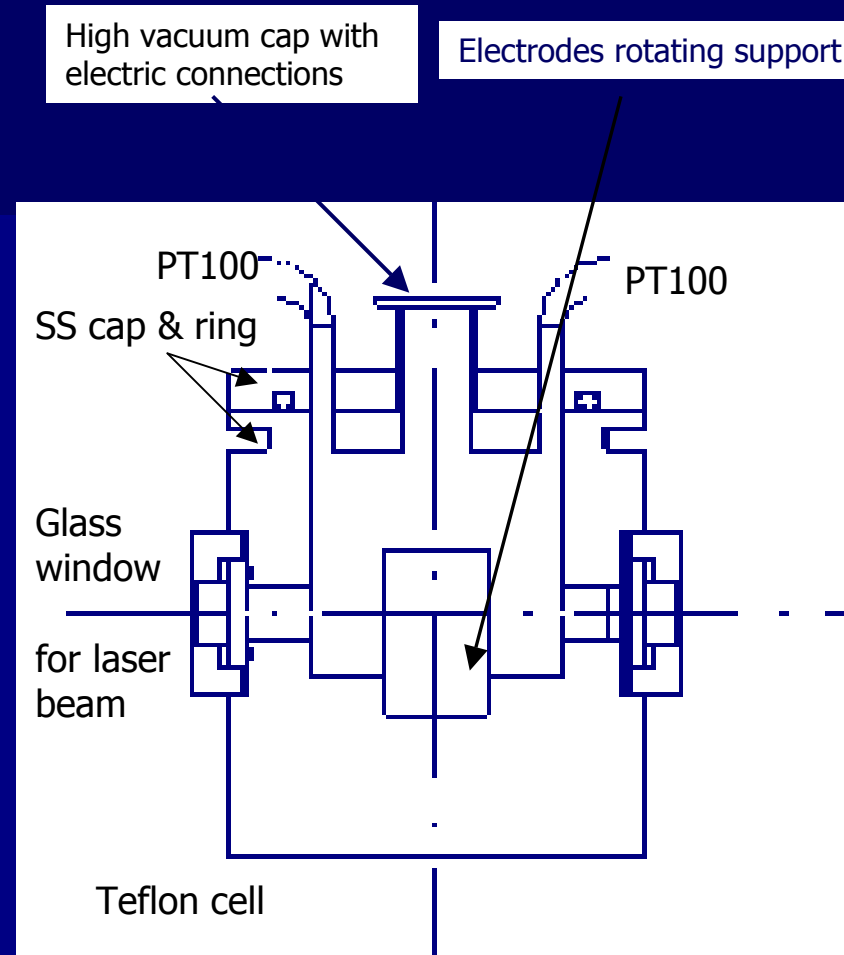 High vacuum cap with
electric connections
Electrodes rotating support
PT100
PT100
SS cap & ring
Glass
window
for laser
beam
Teflon cell